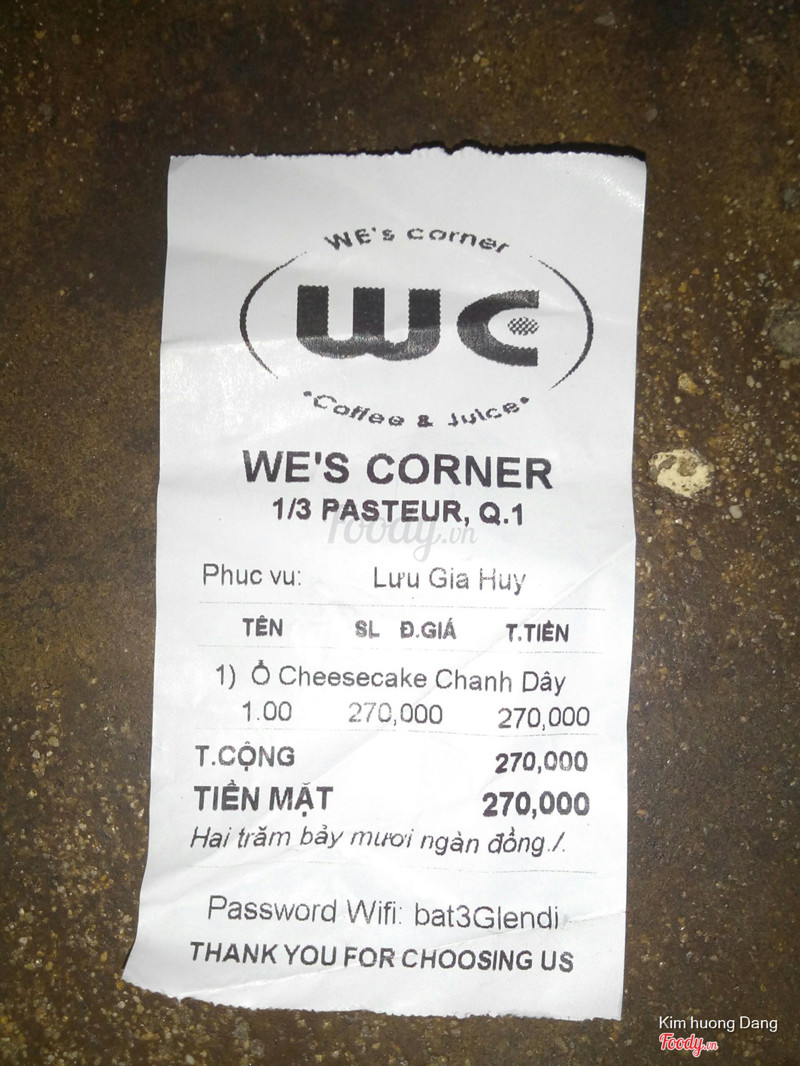 WE's corner
WC
Coffee & Juice
WE'S CORNER
1/3 PASTEUR, Q.1
Foody.vn
Phuc vu: Lưu Gia Huy
TÊN SL Đ.GIÁ T.TIỀN
1) Ổ Cheesecake Chanh Dây
1.00 270,000 270,000
T.CỘNG 270,000
TIỀN MẶT 270,000
Hai trăm bảy mươi ngàn đồng./.
Password Wifi: bat3Glendi
THANK YOU FOR CHOOSING US
Kim huong Dang
Foody.vn